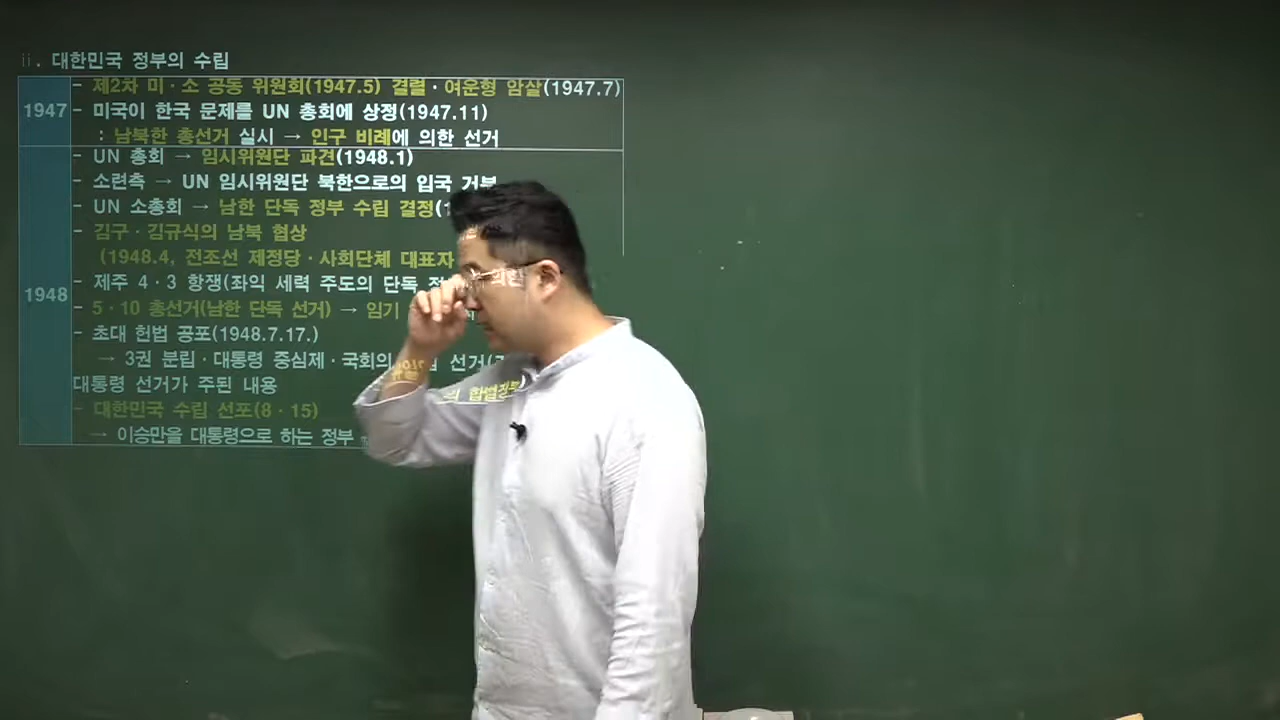 ⅱ. 대한민국 정부의 수립
1947
- 제2차 미·소 공동 위원회(1947.5) 결렬·여운형 암살(1947.7)
- 미국이 한국 문제를 UN 총회에 상정(1947.11)
: 남북한 총선거 실시 → 인구 비례에 의한 선거
1948
- UN 총회 → 임시위원단 파견(1948.1)
- 소련측 → UN 임시위원단 북한으로의 입국 거부
- UN 소총회 → 남한 단독 정부 수립 결정(
- 김구·김규식의 남북 협상
(1948.4, 전조선 제정당·사회단체 대표자
- 제주 4·3 항쟁(좌익 세력 주도의 단독
- 5·10 총선거(남한 단독 선거) → 임기
- 초대 헌법 공포(1948.7.17.)
→ 3권 분립·대통령 중심제·국회의 선거(
대통령 선거가 주된 내용
- 대한민국 수립 선포(8·15)
→ 이승만을 대통령으로 하는 정부
합법정부